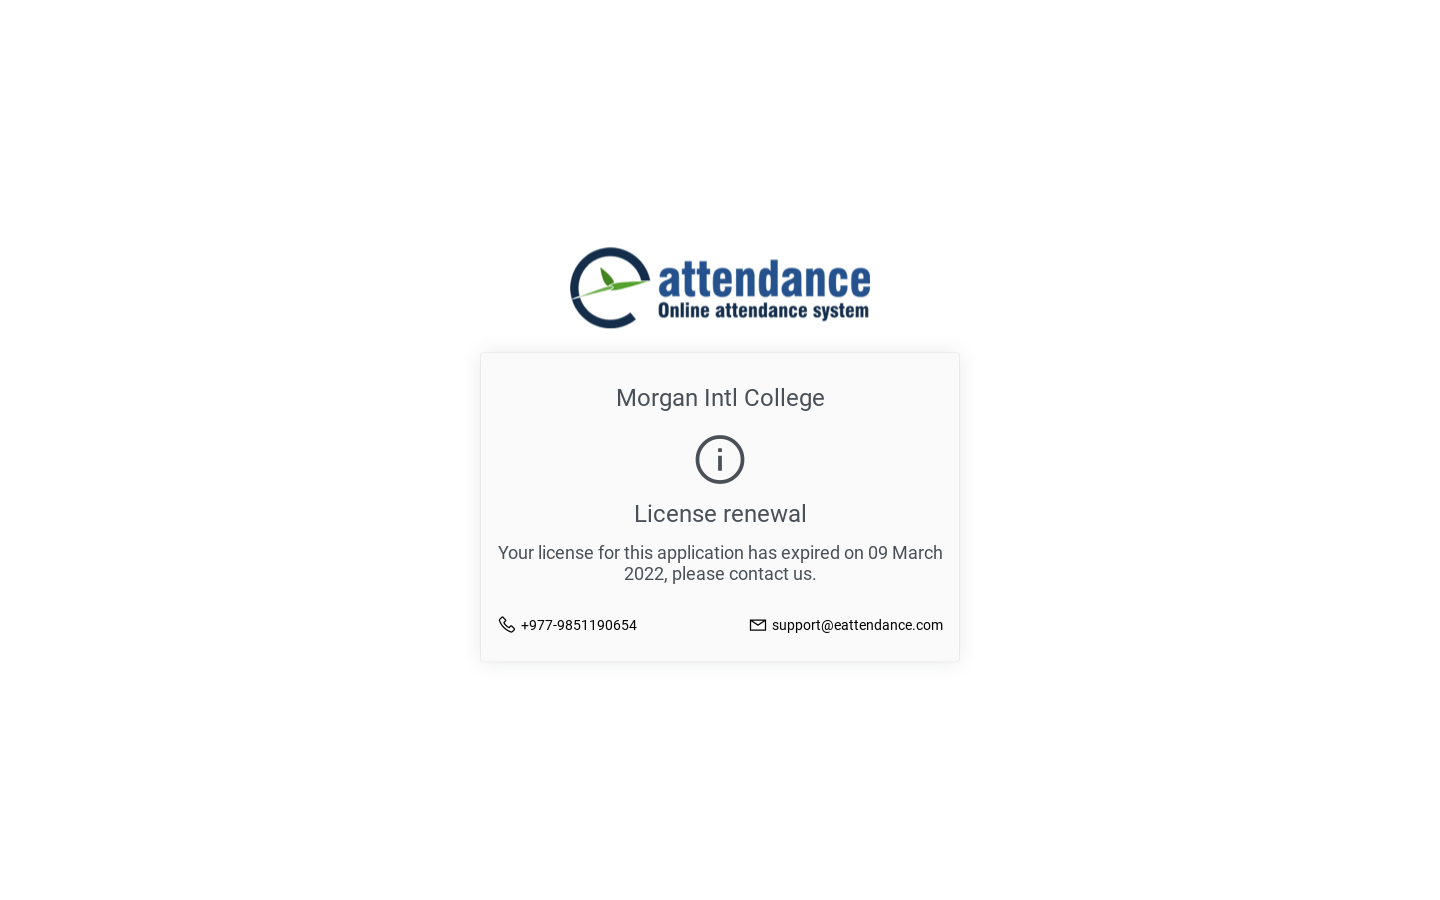 attendance
Online attendance system
Morgan Intl College
License renewal
Your license for this application has expired on 09 March
2022, please contact us.
+977-9851190654
support@eattendance.com